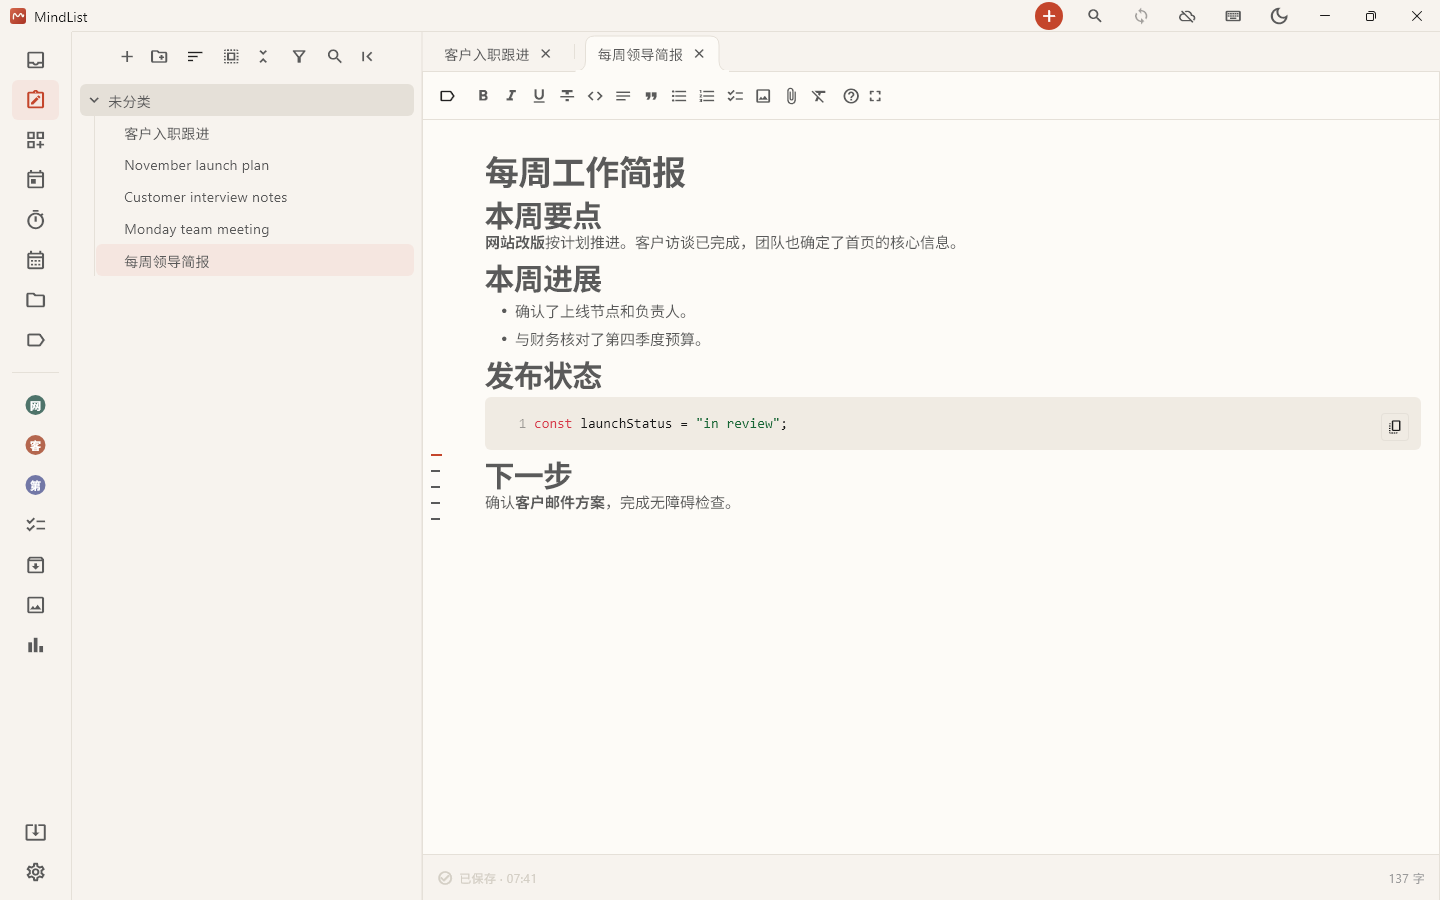 MindList
客户入职跟进
每周领导简报
未分类
客户入职跟进
November launch plan
Customer interview notes
Monday team meeting
每周领导简报
网
客
第
每周工作简报
本周要点
网站改版按计划推进。客户访谈已完成，团队也确定了首页的核心信息。
本周进展
• 确认了上线节点和负责人。
• 与财务核对了第四季度预算。
发布状态
1 const launchStatus = "in review";
下一步
确认客户邮件方案，完成无障碍检查。
已保存 · 07:41
137 字